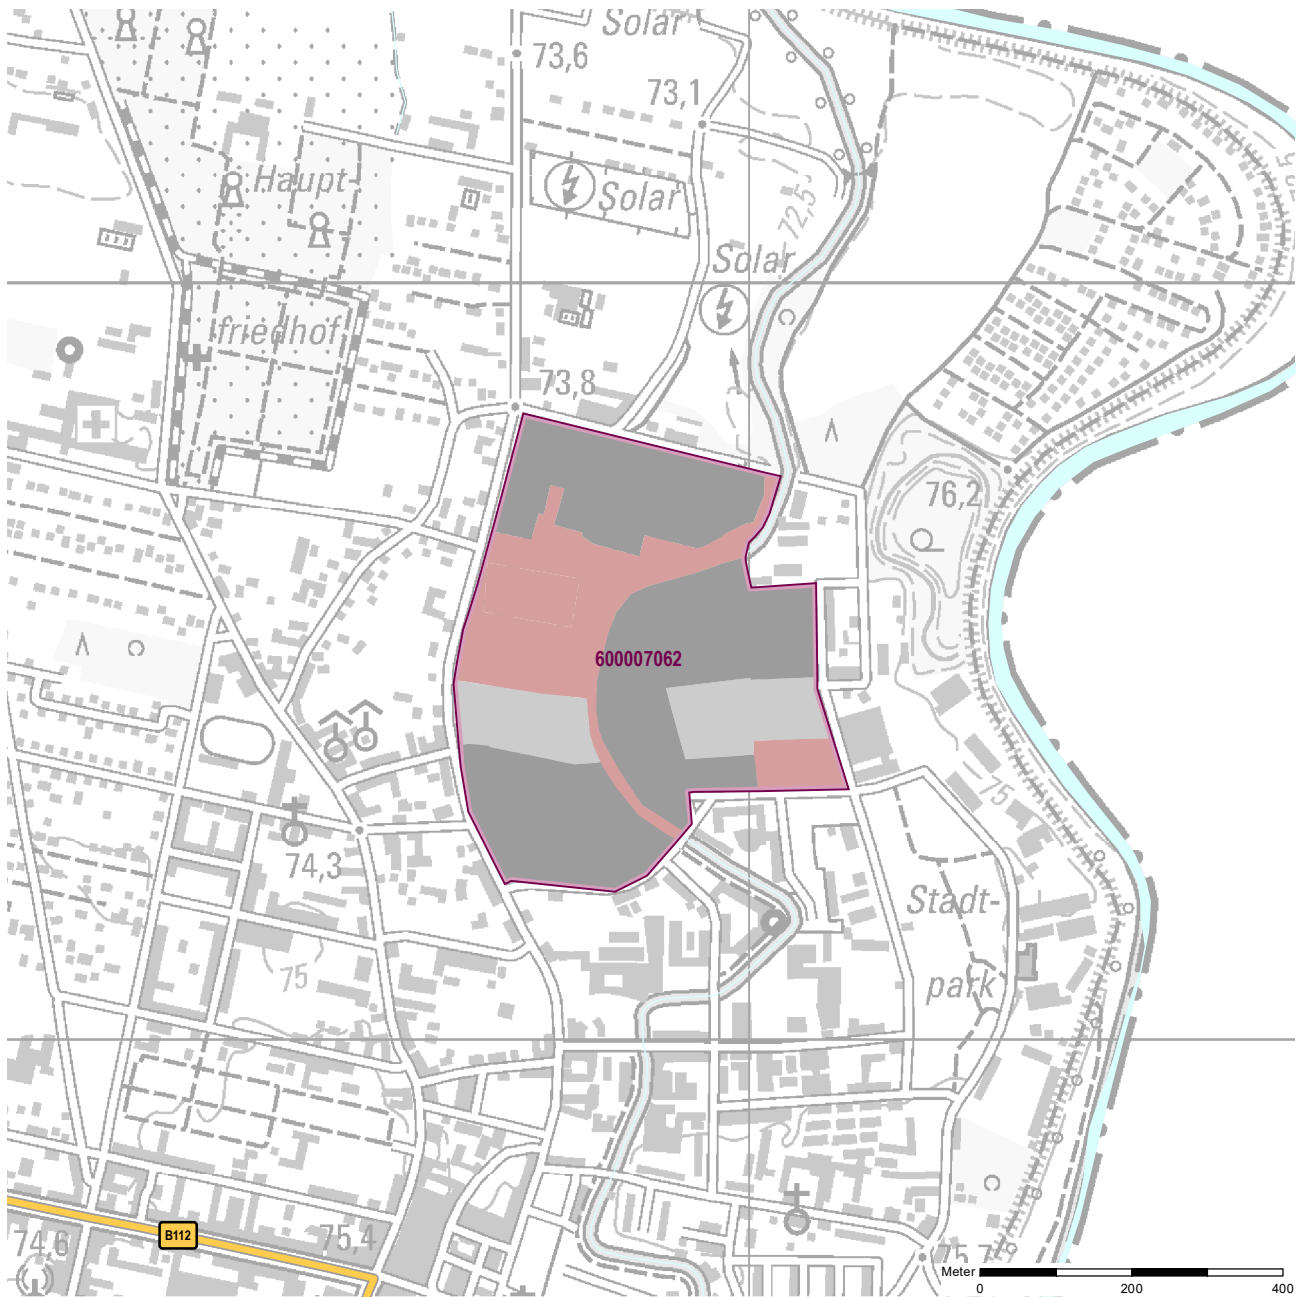 Solar
73,6
73,1
Haupt-
Solar
72,5
Solar
friedhof
73,8
76,2
600007062
75
74,3
Stadt-
75
park
B112
75,4
74,6
75,7
Meter
0
200
400